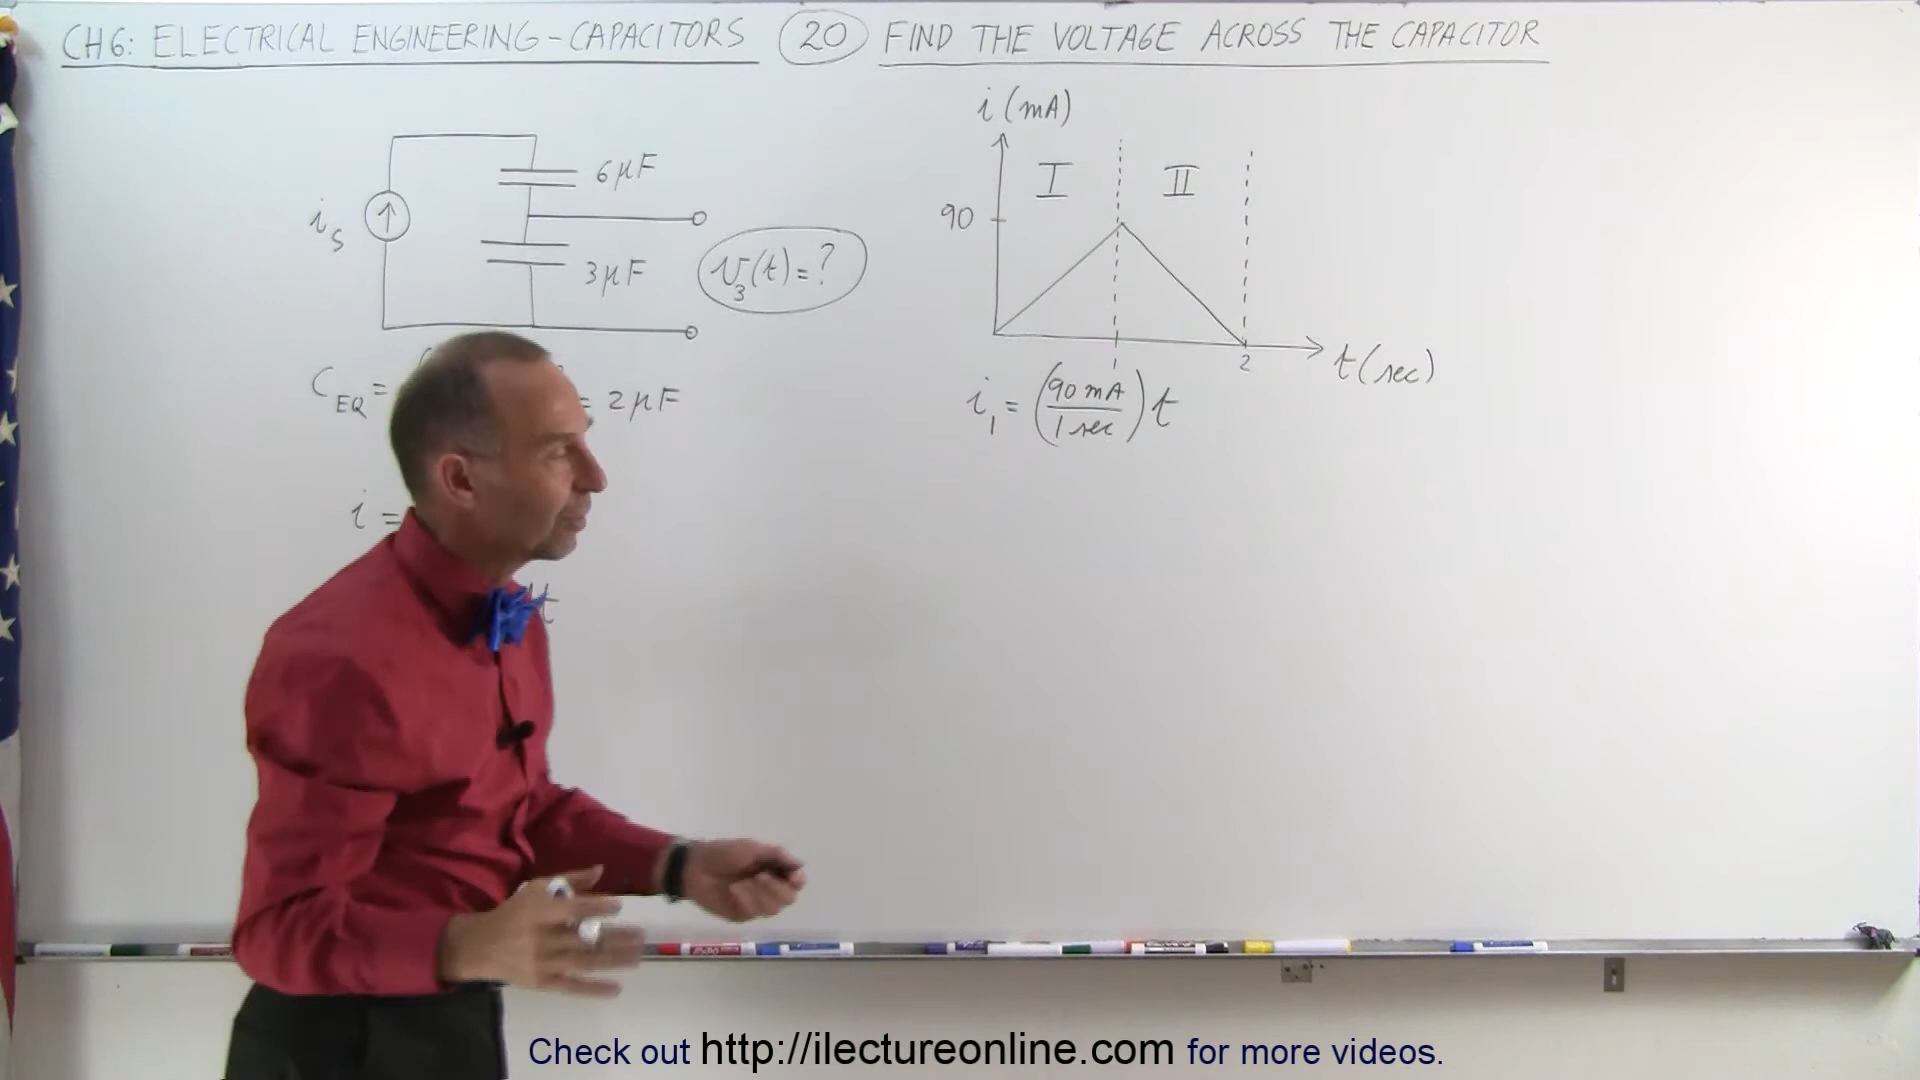 CH6: ELECTRICAL ENGINEERING - CAPACITORS (20) FIND THE VOLTAGE ACROSS THE CAPACITOR
i (mA)
6μF
I II
90
i_S
3μF
v_3(t) = ?
2
t (sec)
C_EQ = = 2μF
i_1 = (90 mA / 1 sec) t
i =
t
Check out http://ilectureonline.com for more videos.